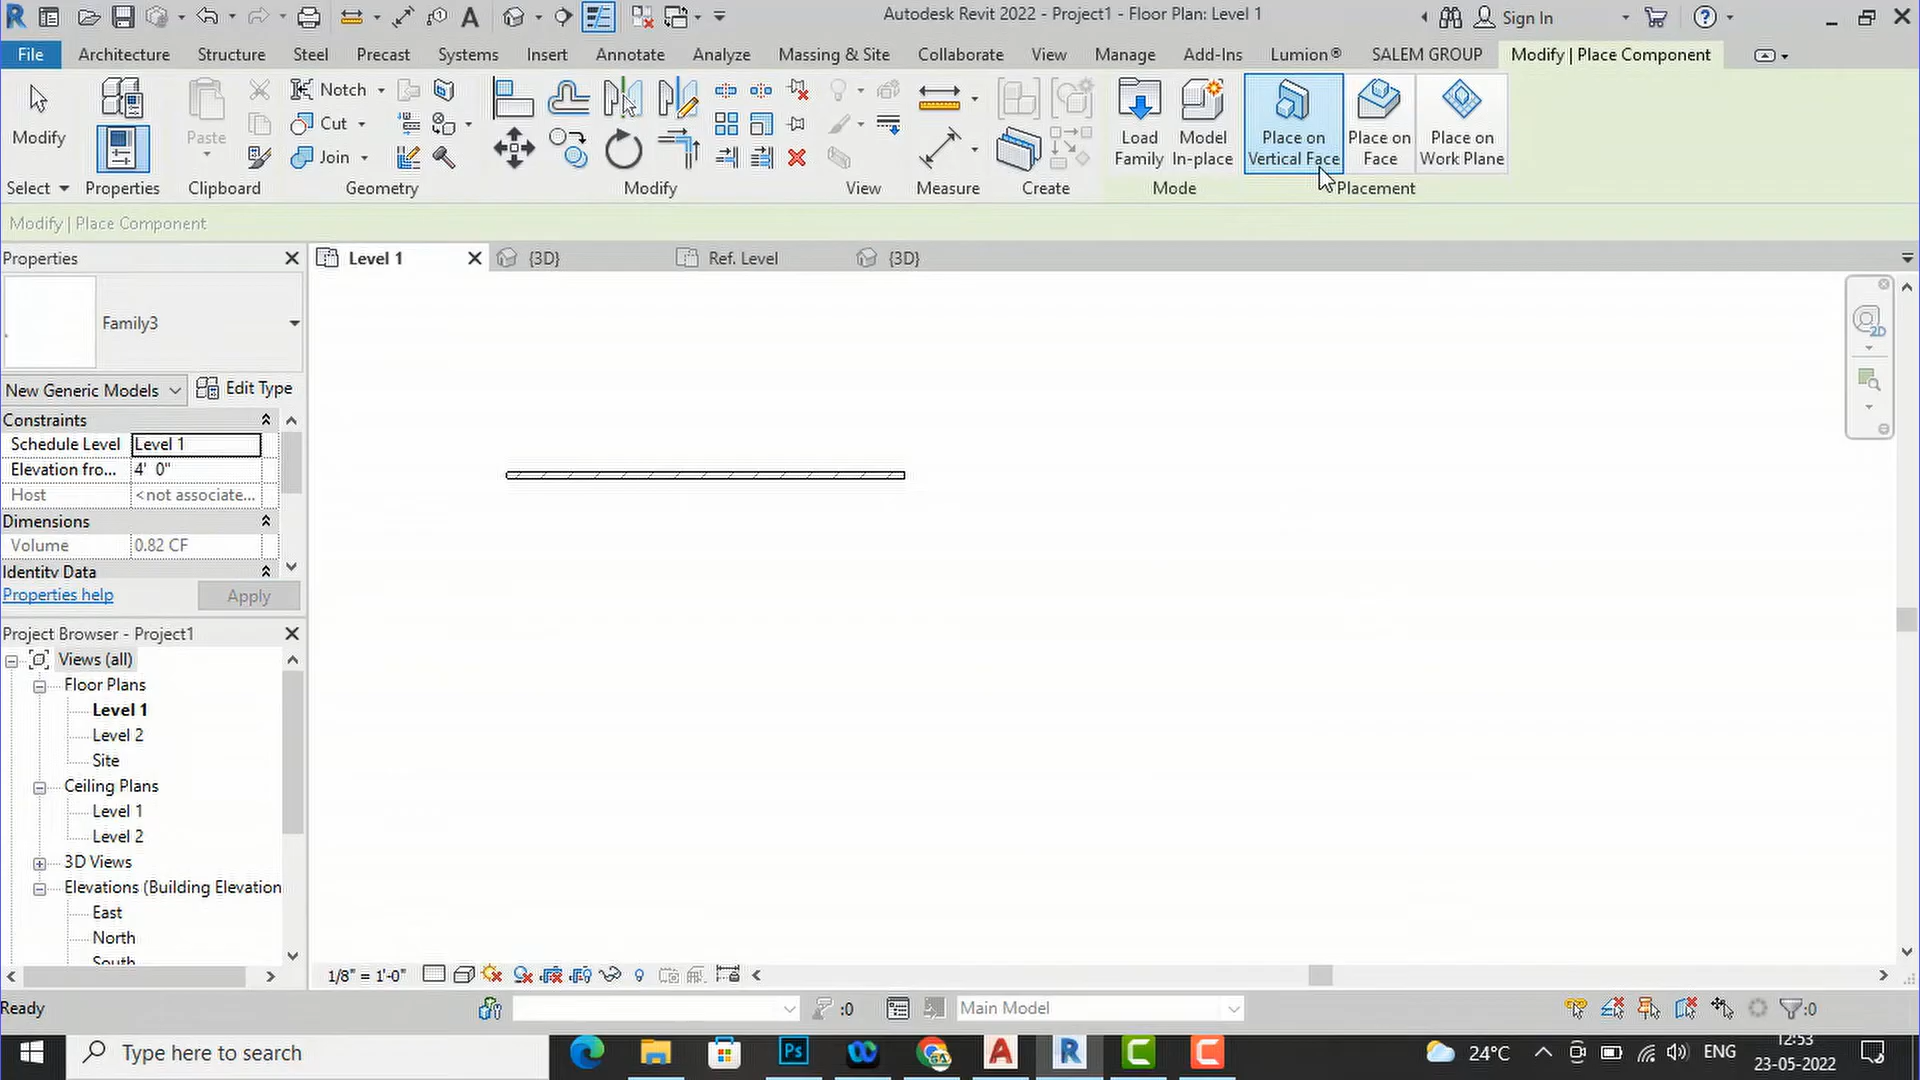 Autodesk Revit 2022 - Project1 - Floor Plan: Level 1
Sign In
File Architecture Structure Steel Precast Systems Insert Annotate Analyze Massing & Site Collaborate View Manage Add-Ins Lumion® SALEM GROUP Modify | Place Component
Modify
Paste
Notch
Cut
Join
Load Family
Model In-place
Place on Vertical Face
Place on Face
Place on Work Plane
Select Properties Clipboard Geometry Modify View Measure Create Mode Placement
Modify | Place Component
Properties
Level 1
{3D}
Ref. Level
{3D}
2D
Family3
New Generic Models
Edit Type
Constraints
Schedule Level Level 1
Elevation fro... 4' 0"
Host <not associate...
Dimensions
Volume 0.82 CF
Identity Data
Properties help
Apply
Project Browser - Project1
Views (all)
Floor Plans
Level 1
Level 2
Site
Ceiling Plans
Level 1
Level 2
3D Views
Elevations (Building Elevation
East
North
South
1/8" = 1'-0"
Ready
:0
Main Model
:0
Type here to search
Ps
24°C
ENG
12:53
23-05-2022